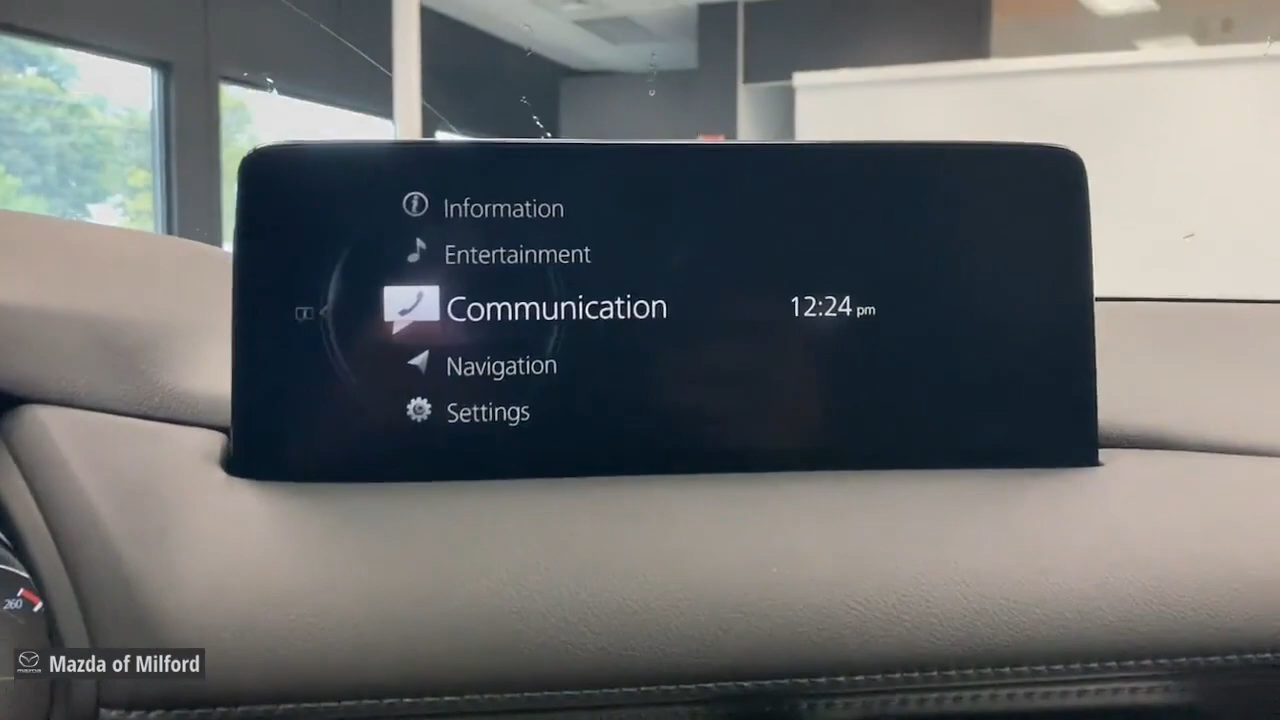 Information
Entertainment
Communication
12:24 pm
Navigation
Settings
260
Mazda of Milford